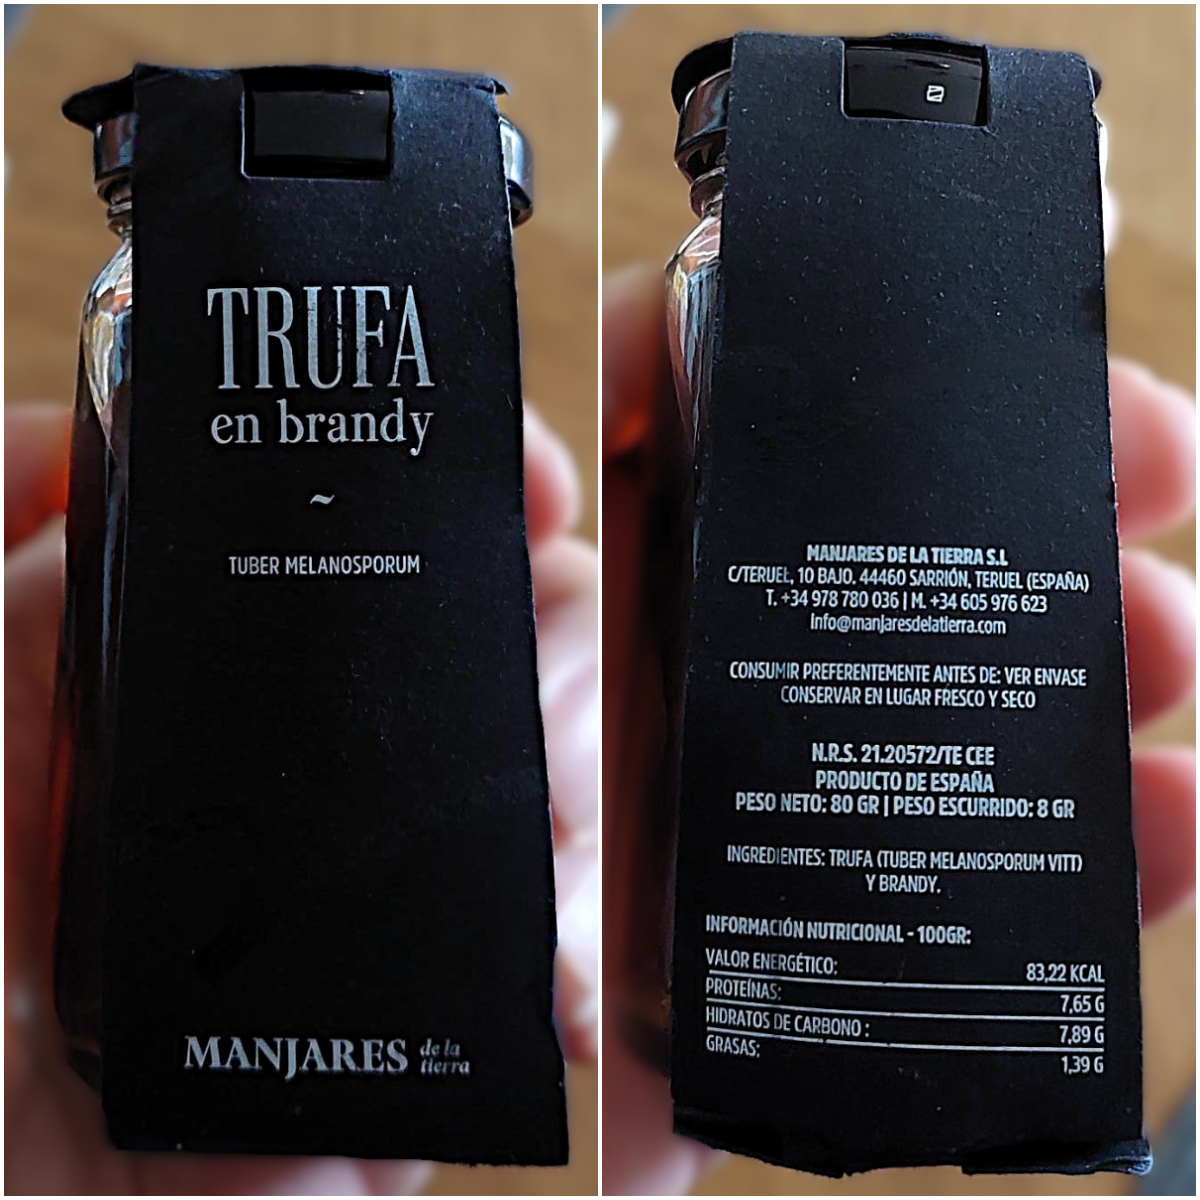 TRUFA
en brandy
~
TUBER MELANOSPORUM
MANJARES de la tierra
MANJARES DE LA TIERRA S.L
C/TERUEL, 10 BAJO. 44460 SARRIÓN, TERUEL (ESPAÑA)
T. +34 978 780 036 | M. +34 605 976 623
Info@manjaresdelatierra.com
CONSUMIR PREFERENTEMENTE ANTES DE: VER ENVASE
CONSERVAR EN LUGAR FRESCO Y SECO
N.R.S. 21.20572/TE CEE
PRODUCTO DE ESPAÑA
PESO NETO: 80 GR | PESO ESCURRIDO: 8 GR
INGREDIENTES: TRUFA (TUBER MELANOSPORUM VITT)
Y BRANDY.
INFORMACIÓN NUTRICIONAL - 100GR:
VALOR ENERGÉTICO: 83,22 KCAL
PROTEÍNAS: 7,65 G
HIDRATOS DE CARBONO : 7,89 G
GRASAS: 1,39 G